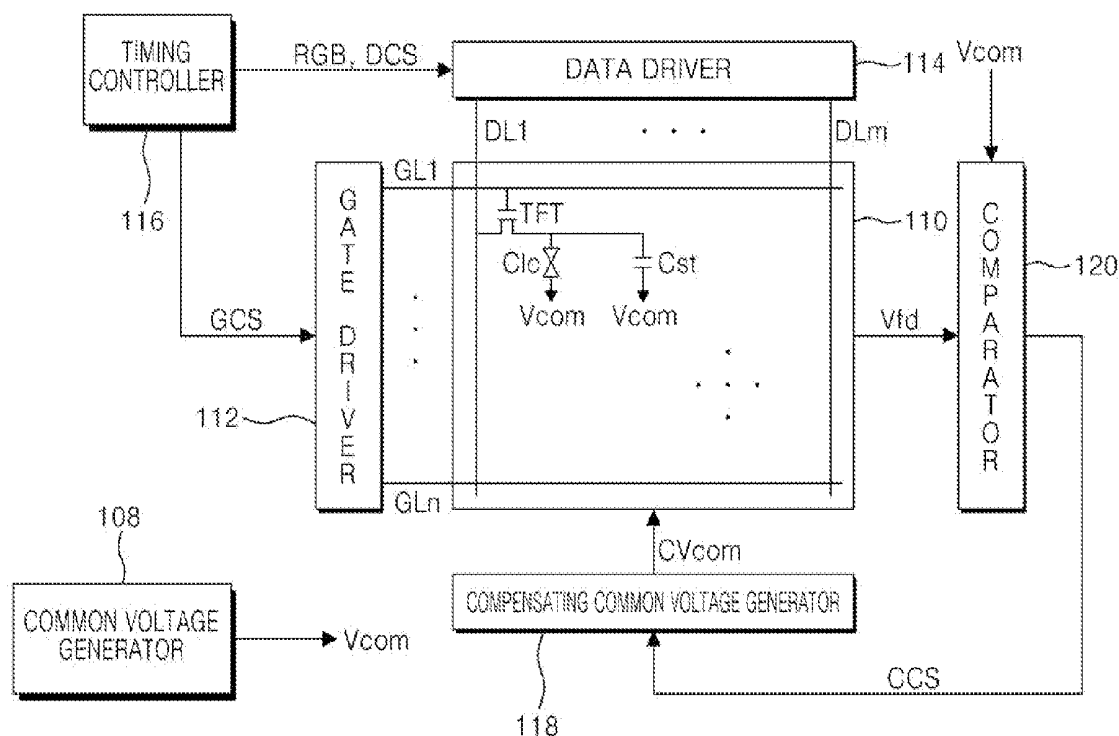 TIMING
CONTROLLER
RGB, DCS
DATA DRIVER
114
Vcom
DL1
DLm
116
GL1
GATE DRIVER
TFT
110
COMPARATOR
120
Clc
Cst
Vcom
Vcom
GCS
Vfd
112
GLn
108
CVcom
COMMON VOLTAGE
GENERATOR
Vcom
COMPENSATING COMMON VOLTAGE GENERATOR
118
CCS